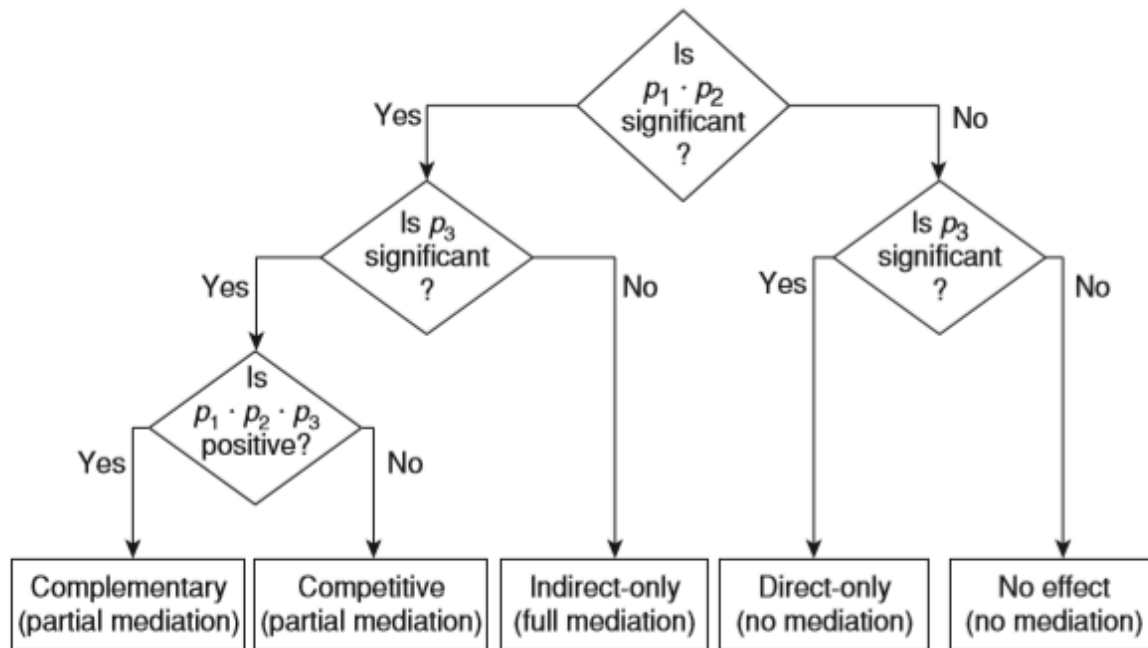 Is
p₁ · p₂
significant
?
Yes
No
Is p₃
significant
?
Yes
No
Is p₃
significant
?
Yes
No
Is
p₁ · p₂ · p₃
positive?
Yes
No
Complementary
(partial mediation)
Competitive
(partial mediation)
Indirect-only
(full mediation)
Direct-only
(no mediation)
No effect
(no mediation)